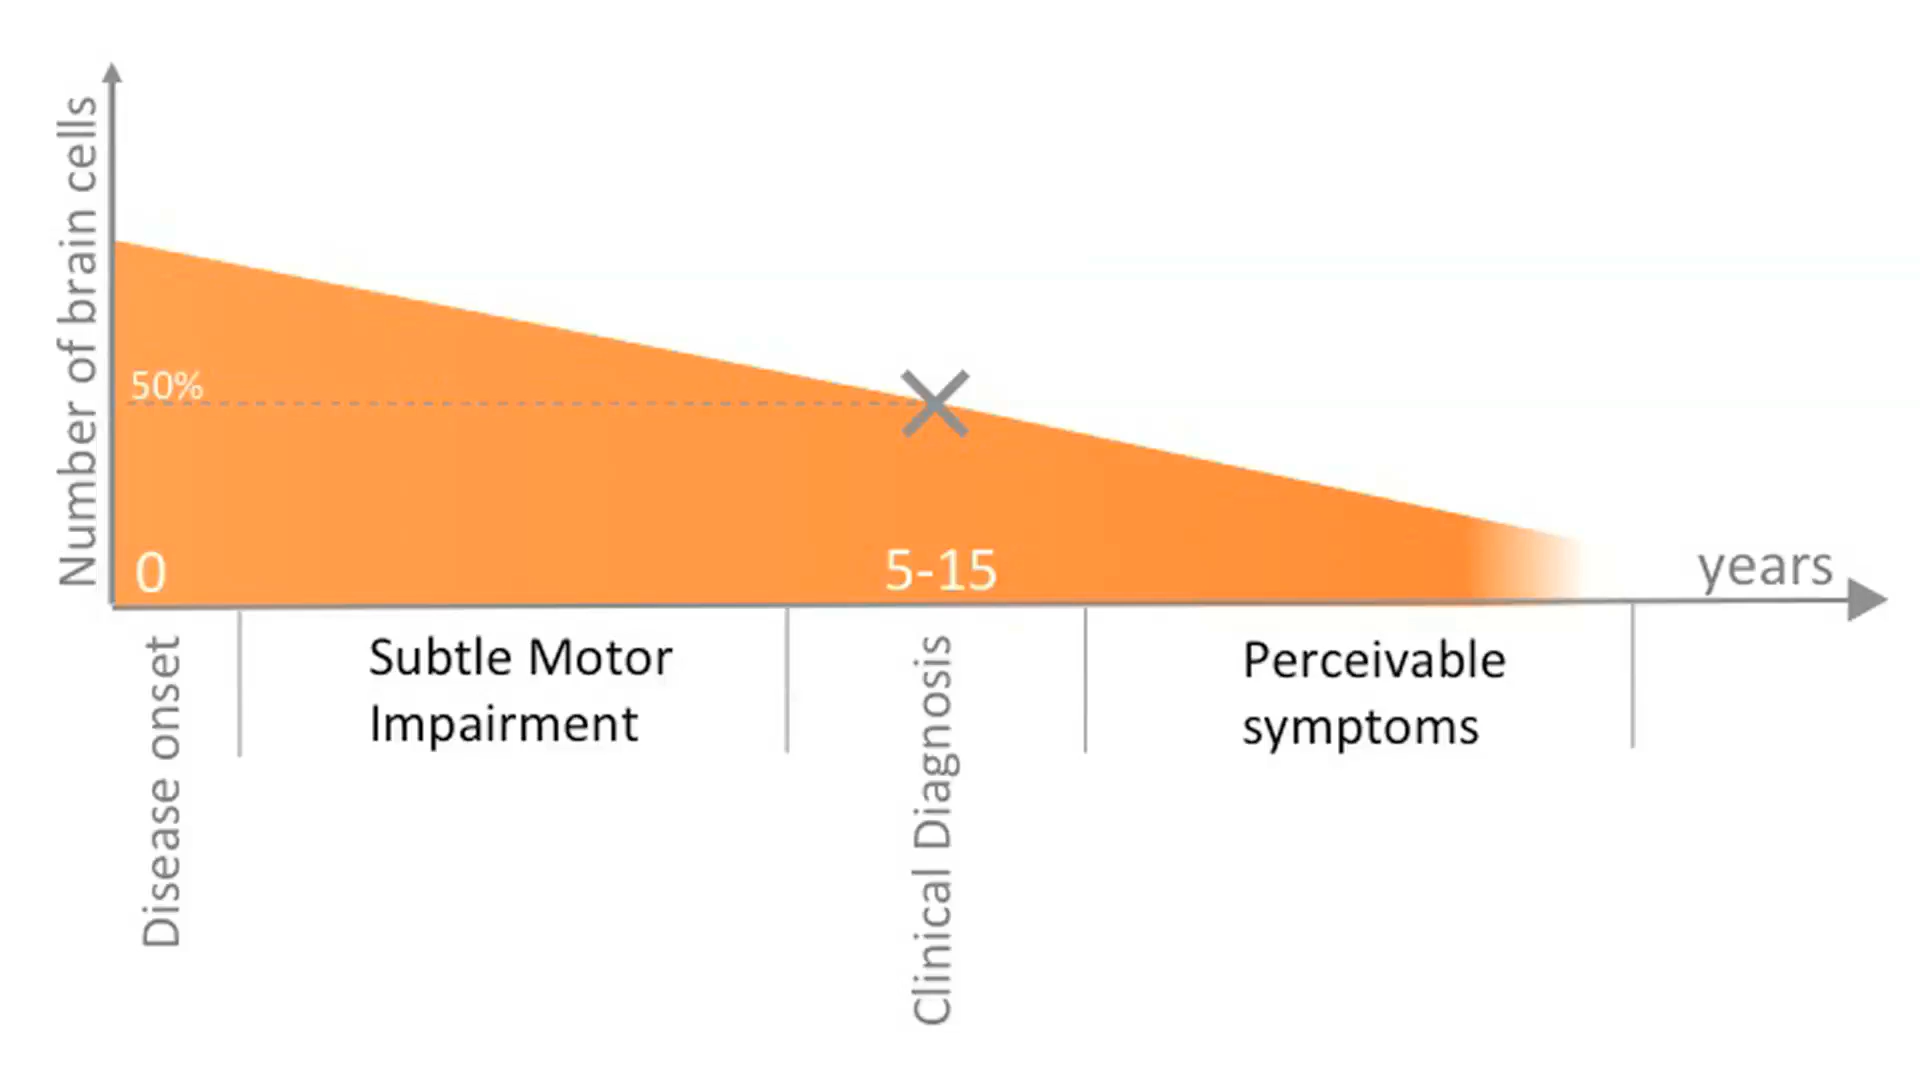 Number of brain cells
50%
0
5-15
years
Disease onset
Subtle Motor
Impairment
Clinical Diagnosis
Perceivable
symptoms